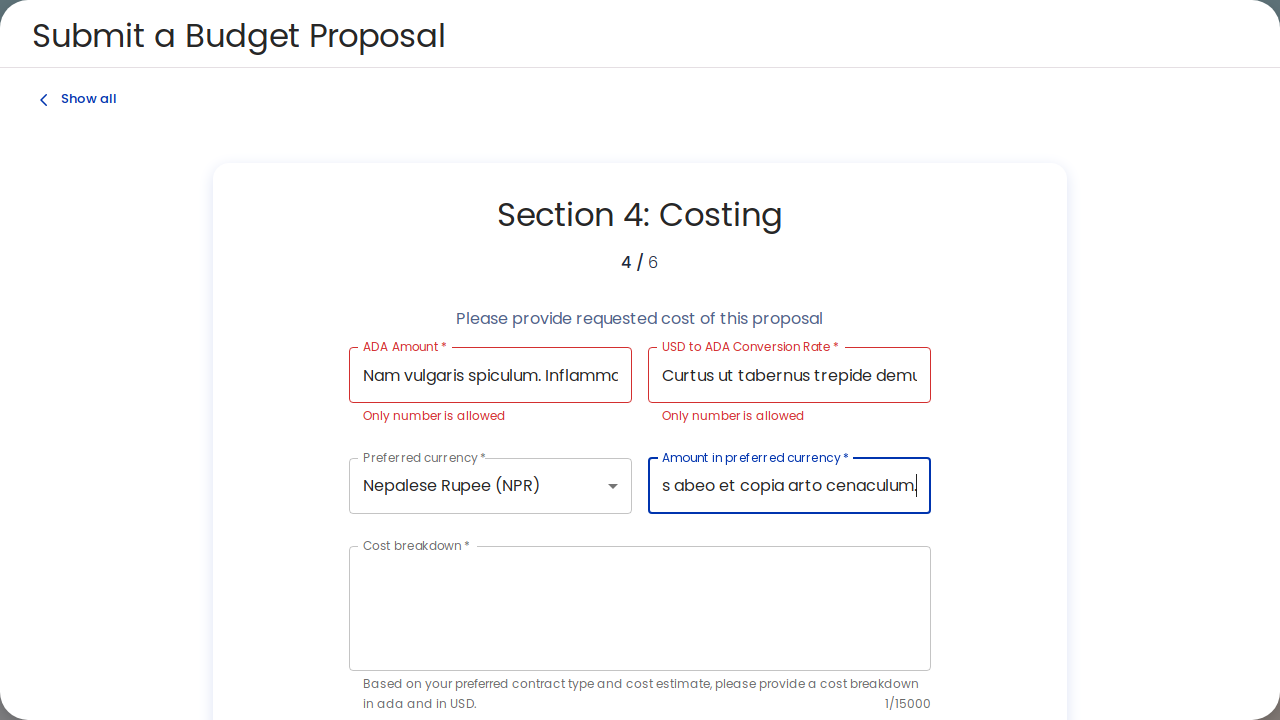 Submit a Budget Proposal
Show all
Section 4: Costing
4 / 6
Please provide requested cost of this proposal
ADA Amount *
USD to ADA Conversion Rate *
Nam vulgaris spiculum. Inflammo
Curtus ut tabernus trepide demu
Only number is allowed
Only number is allowed
Preferred currency *
Amount in preferred currency *
Nepalese Rupee (NPR)
s abeo et copia arto cenaculum.
Cost breakdown *
Based on your preferred contract type and cost estimate, please provide a cost breakdown
in ada and in USD.
1/15000